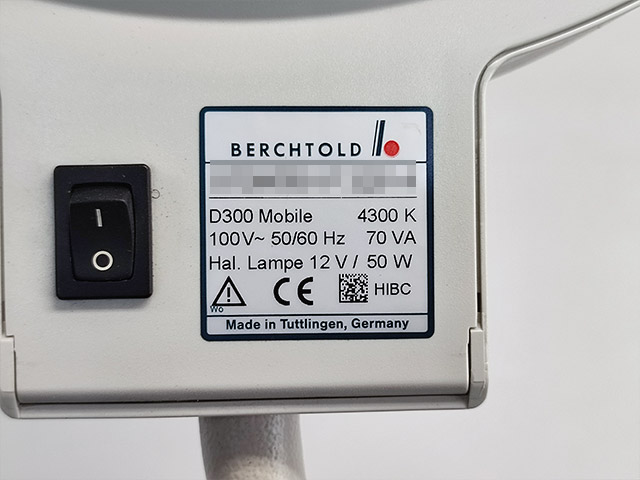 BERCHTOLD
D300 Mobile 4300 K
100V~ 50/60 Hz 70 VA
Hal. Lampe 12 V / 50 W
Wo CE HIBC
Made in Tuttlingen, Germany